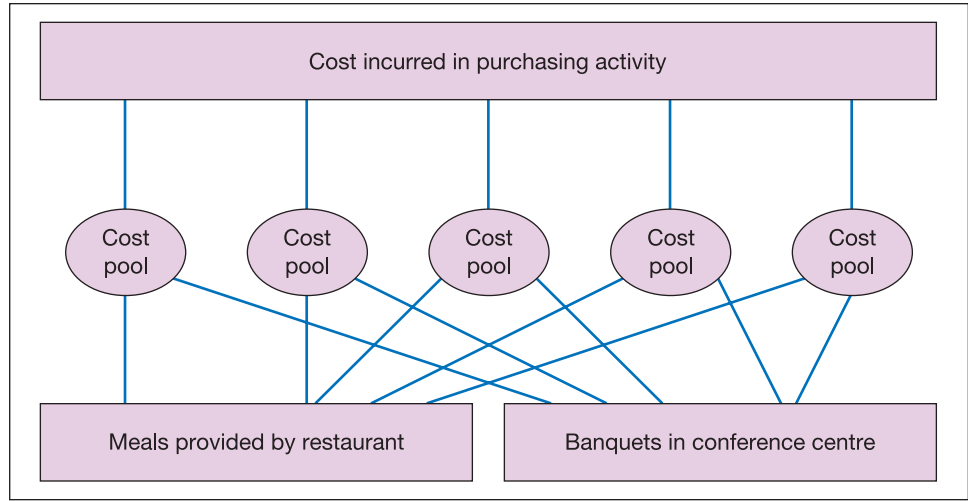 Cost incurred in purchasing activity
Cost
pool
Cost
pool
Cost
pool
Cost
pool
Cost
pool
Meals provided by restaurant
Banquets in conference centre